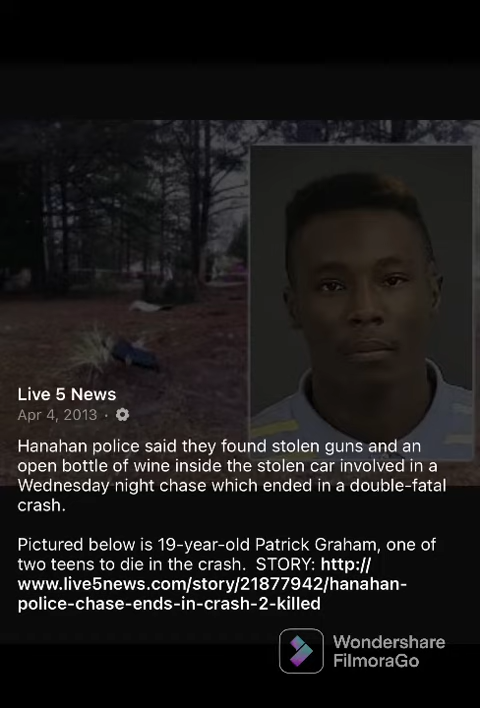 Live 5 News
Apr 4, 2013 ·
Hanahan police said they found stolen guns and an
open bottle of wine inside the stolen car involved in a
Wednesday night chase which ended in a double-fatal
crash.
Pictured below is 19-year-old Patrick Graham, one of
two teens to die in the crash.  STORY: http://
www.live5news.com/story/21877942/hanahan-
police-chase-ends-in-crash-2-killed
Wondershare
FilmoraGo